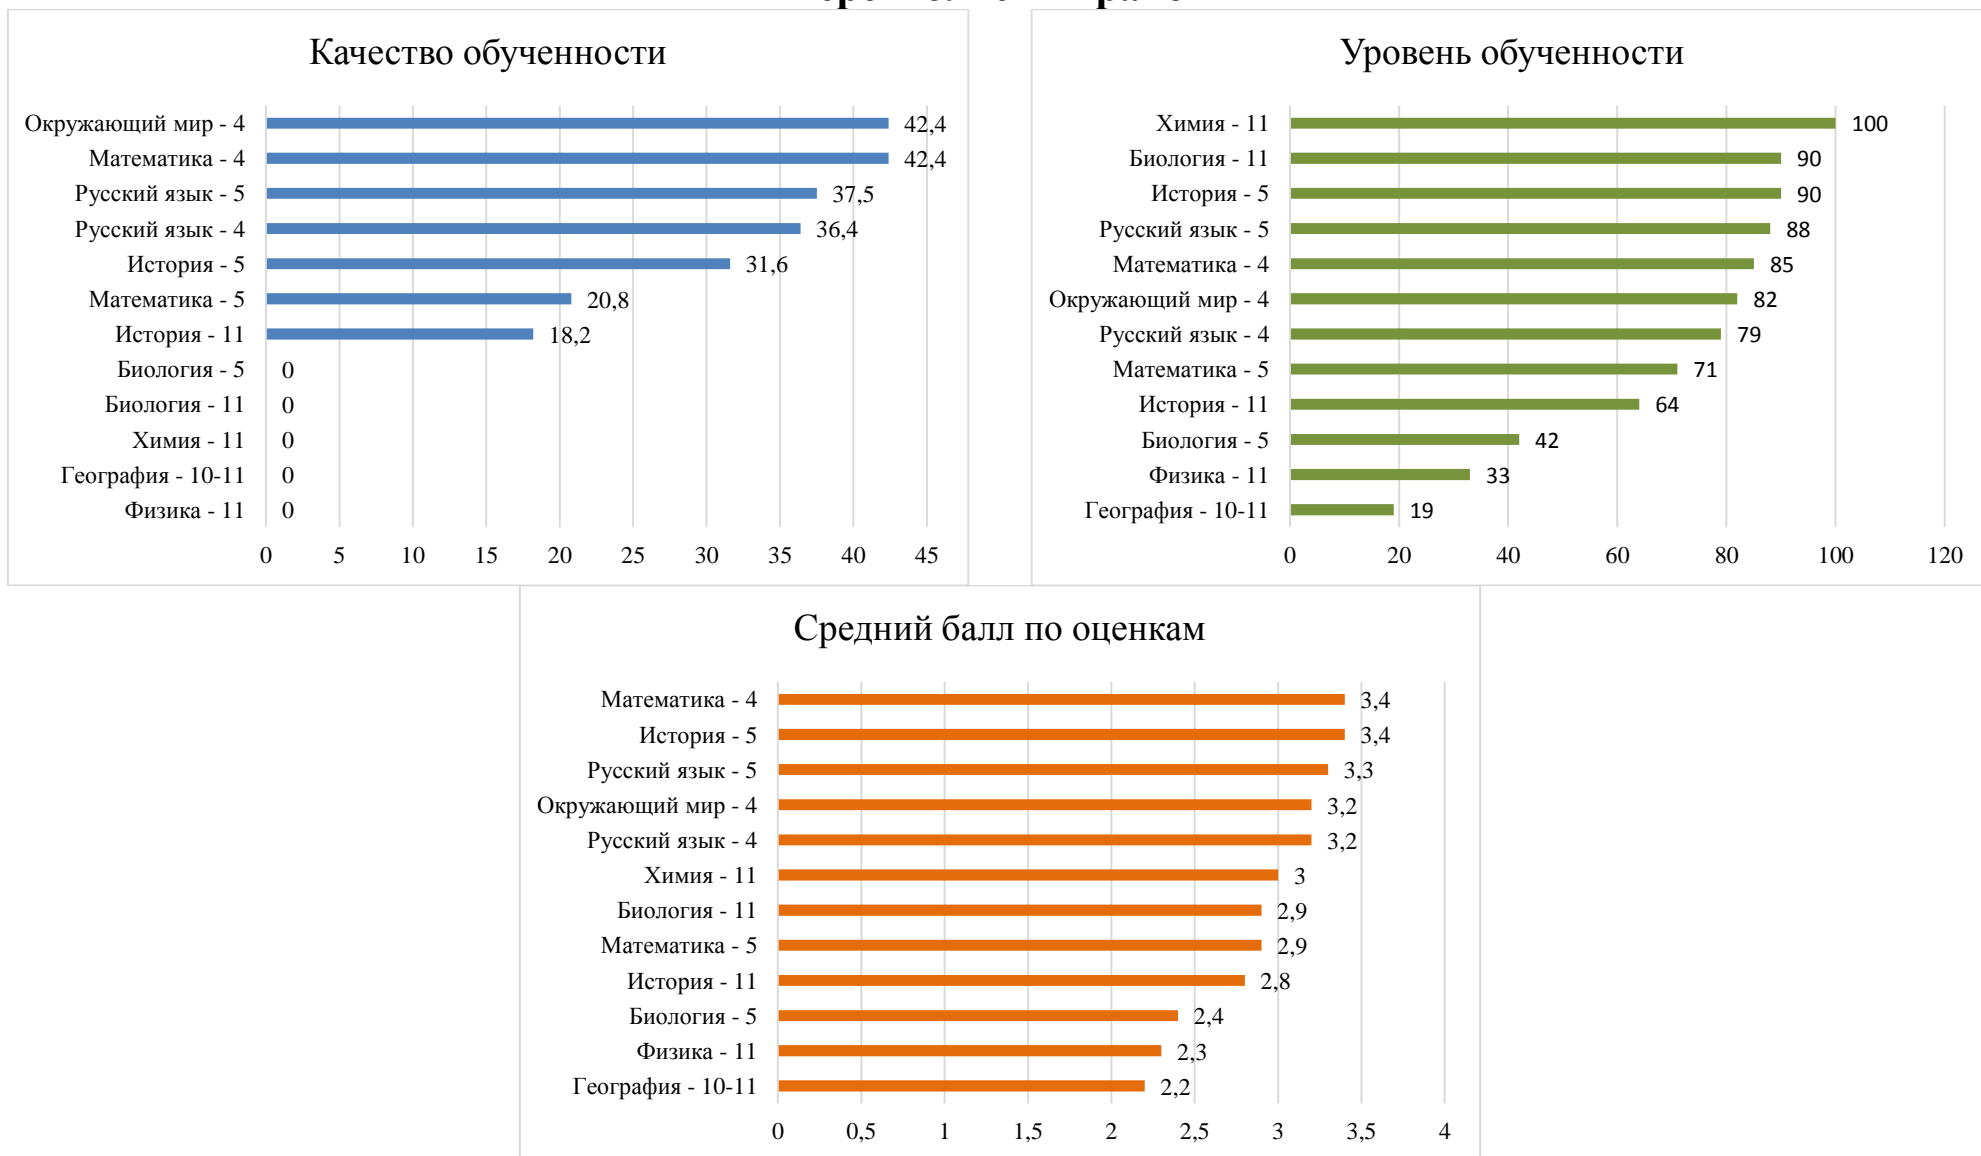 Качество обученности
Окружающий мир - 4 42,4
Математика - 4 42,4
Русский язык - 5 37,5
Русский язык - 4 36,4
История - 5 31,6
Математика - 5 20,8
История - 11 18,2
Биология - 5 0
Биология - 11 0
Химия - 11 0
География - 10-11 0
Физика - 11 0
0 5 10 15 20 25 30 35 40 45
Уровень обученности
Химия - 11 100
Биология - 11 90
История - 5 90
Русский язык - 5 88
Математика - 4 85
Окружающий мир - 4 82
Русский язык - 4 79
Математика - 5 71
История - 11 64
Биология - 5 42
Физика - 11 33
География - 10-11 19
0 20 40 60 80 100 120
Средний балл по оценкам
Математика - 4 3,4
История - 5 3,4
Русский язык - 5 3,3
Окружающий мир - 4 3,2
Русский язык - 4 3,2
Химия - 11 3
Биология - 11 2,9
Математика - 5 2,9
История - 11 2,8
Биология - 5 2,4
Физика - 11 2,3
География - 10-11 2,2
0 0,5 1 1,5 2 2,5 3 3,5 4